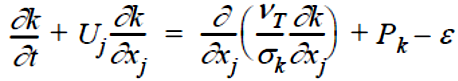 ∂k/∂t + U_j ∂k/∂x_j = ∂/∂x_j (ν_T/σ_k ∂k/∂x_j) + P_k – ε